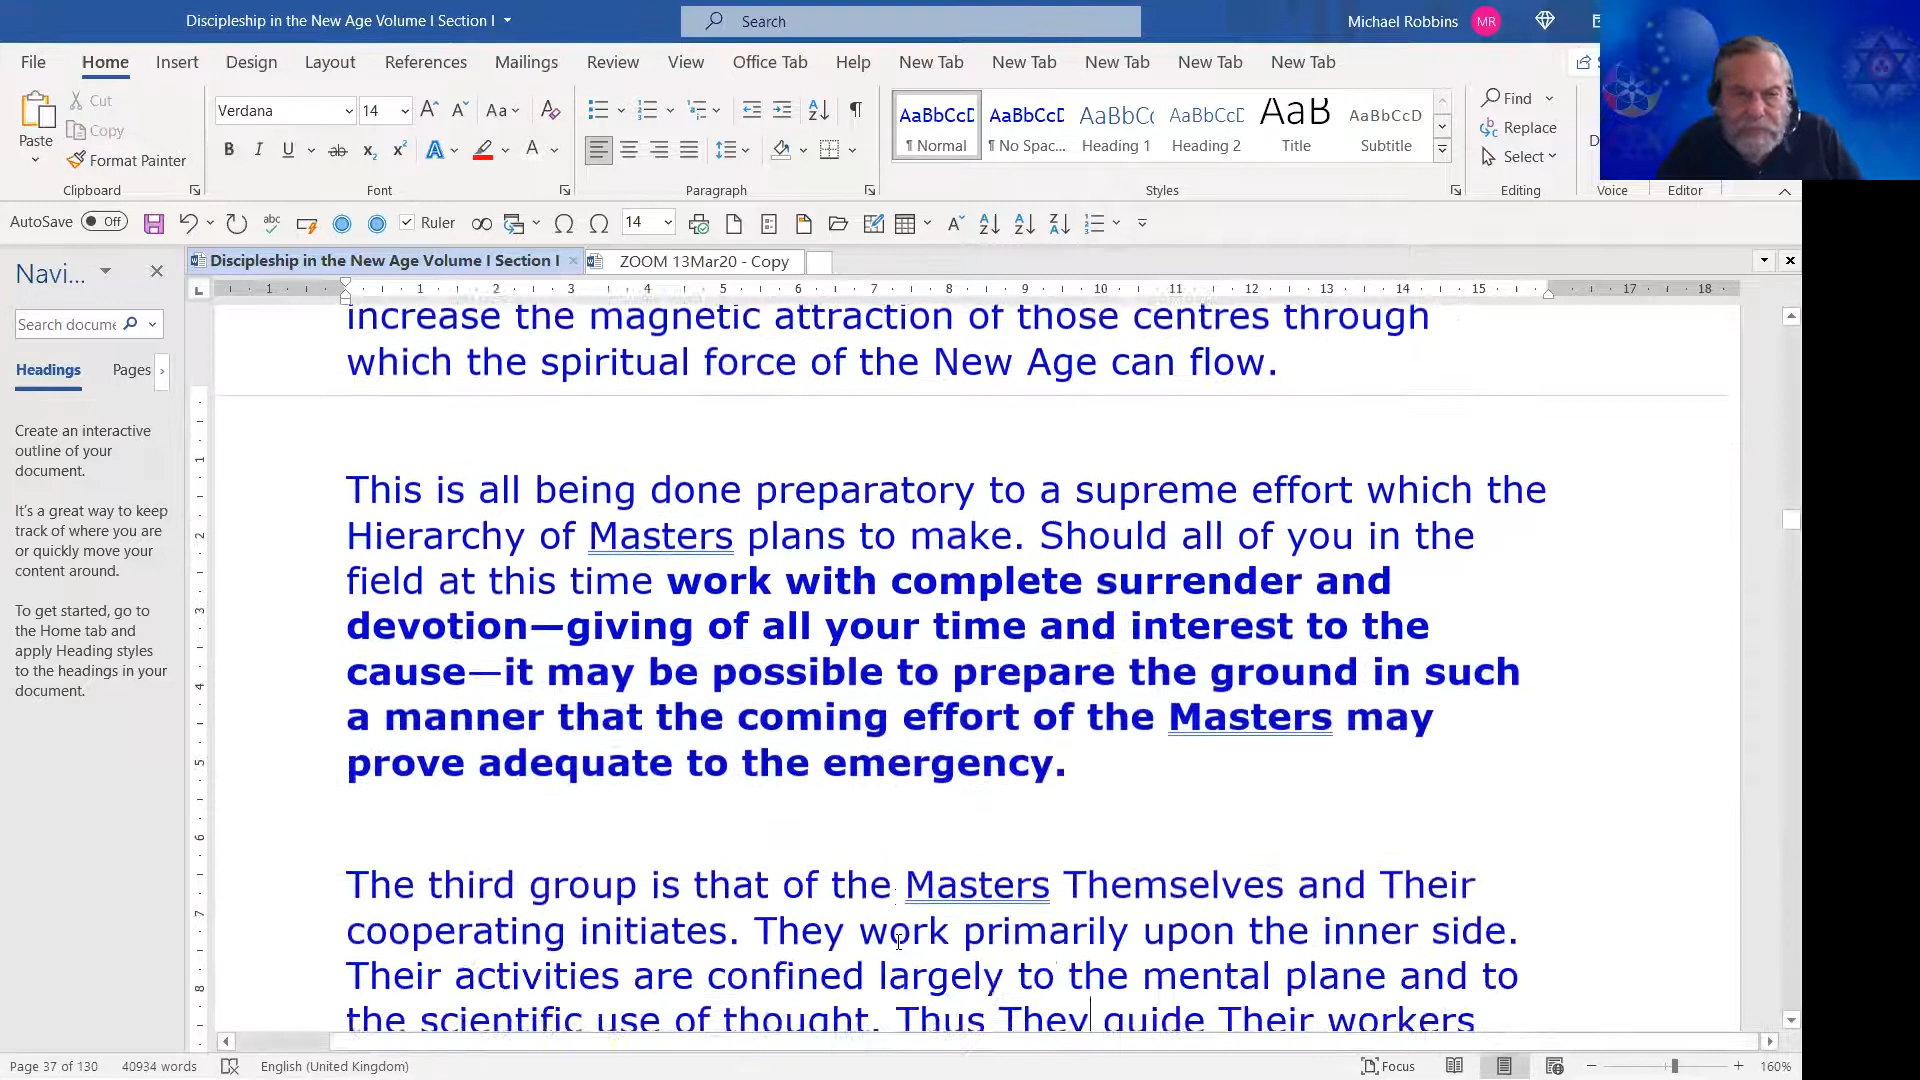 Discipleship in the New Age Volume I Section I
Search
Michael Robbins MR
File Home Insert Design Layout References Mailings Review View Office Tab Help New Tab New Tab New Tab New Tab New Tab
Paste
Cut
Copy
Format Painter
Clipboard
Verdana 14
Font
Paragraph
AaBbCcD AaBbCcD AaBbCc AaBbCcD AaB AaBbCcD
¶ Normal ¶ No Spac... Heading 1 Heading 2 Title Subtitle
Styles
Find
Replace
Select
Editing
Voice
Editor
AutoSave Off Ruler 14
Discipleship in the New Age Volume I Section I ZOOM 13Mar20 - Copy
Navi...
Search docume
Headings Pages
Create an interactive
outline of your
document.
It's a great way to keep
track of where you are
or quickly move your
content around.
To get started, go to
the Home tab and
apply Heading styles
to the headings in your
document.
increase the magnetic attraction of those centres through
which the spiritual force of the New Age can flow.
This is all being done preparatory to a supreme effort which the
Hierarchy of Masters plans to make. Should all of you in the
field at this time work with complete surrender and
devotion—giving of all your time and interest to the
cause—it may be possible to prepare the ground in such
a manner that the coming effort of the Masters may
prove adequate to the emergency.
The third group is that of the Masters Themselves and Their
cooperating initiates. They work primarily upon the inner side.
Their activities are confined largely to the mental plane and to
the scientific use of thought. Thus They guide Their workers
Page 37 of 130 40934 words English (United Kingdom) Focus 160%